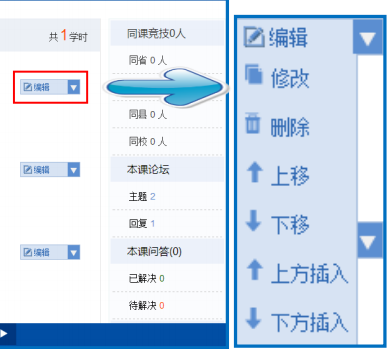 共1学时
编辑
编辑
编辑
同课竞技0人
同省 0 人
同县 0 人
同校 0 人
本课论坛
主题 2
回复 1
本课问答(0)
已解决 0
待解决 0
编辑
修改
删除
上移
下移
上方插入
下方插入